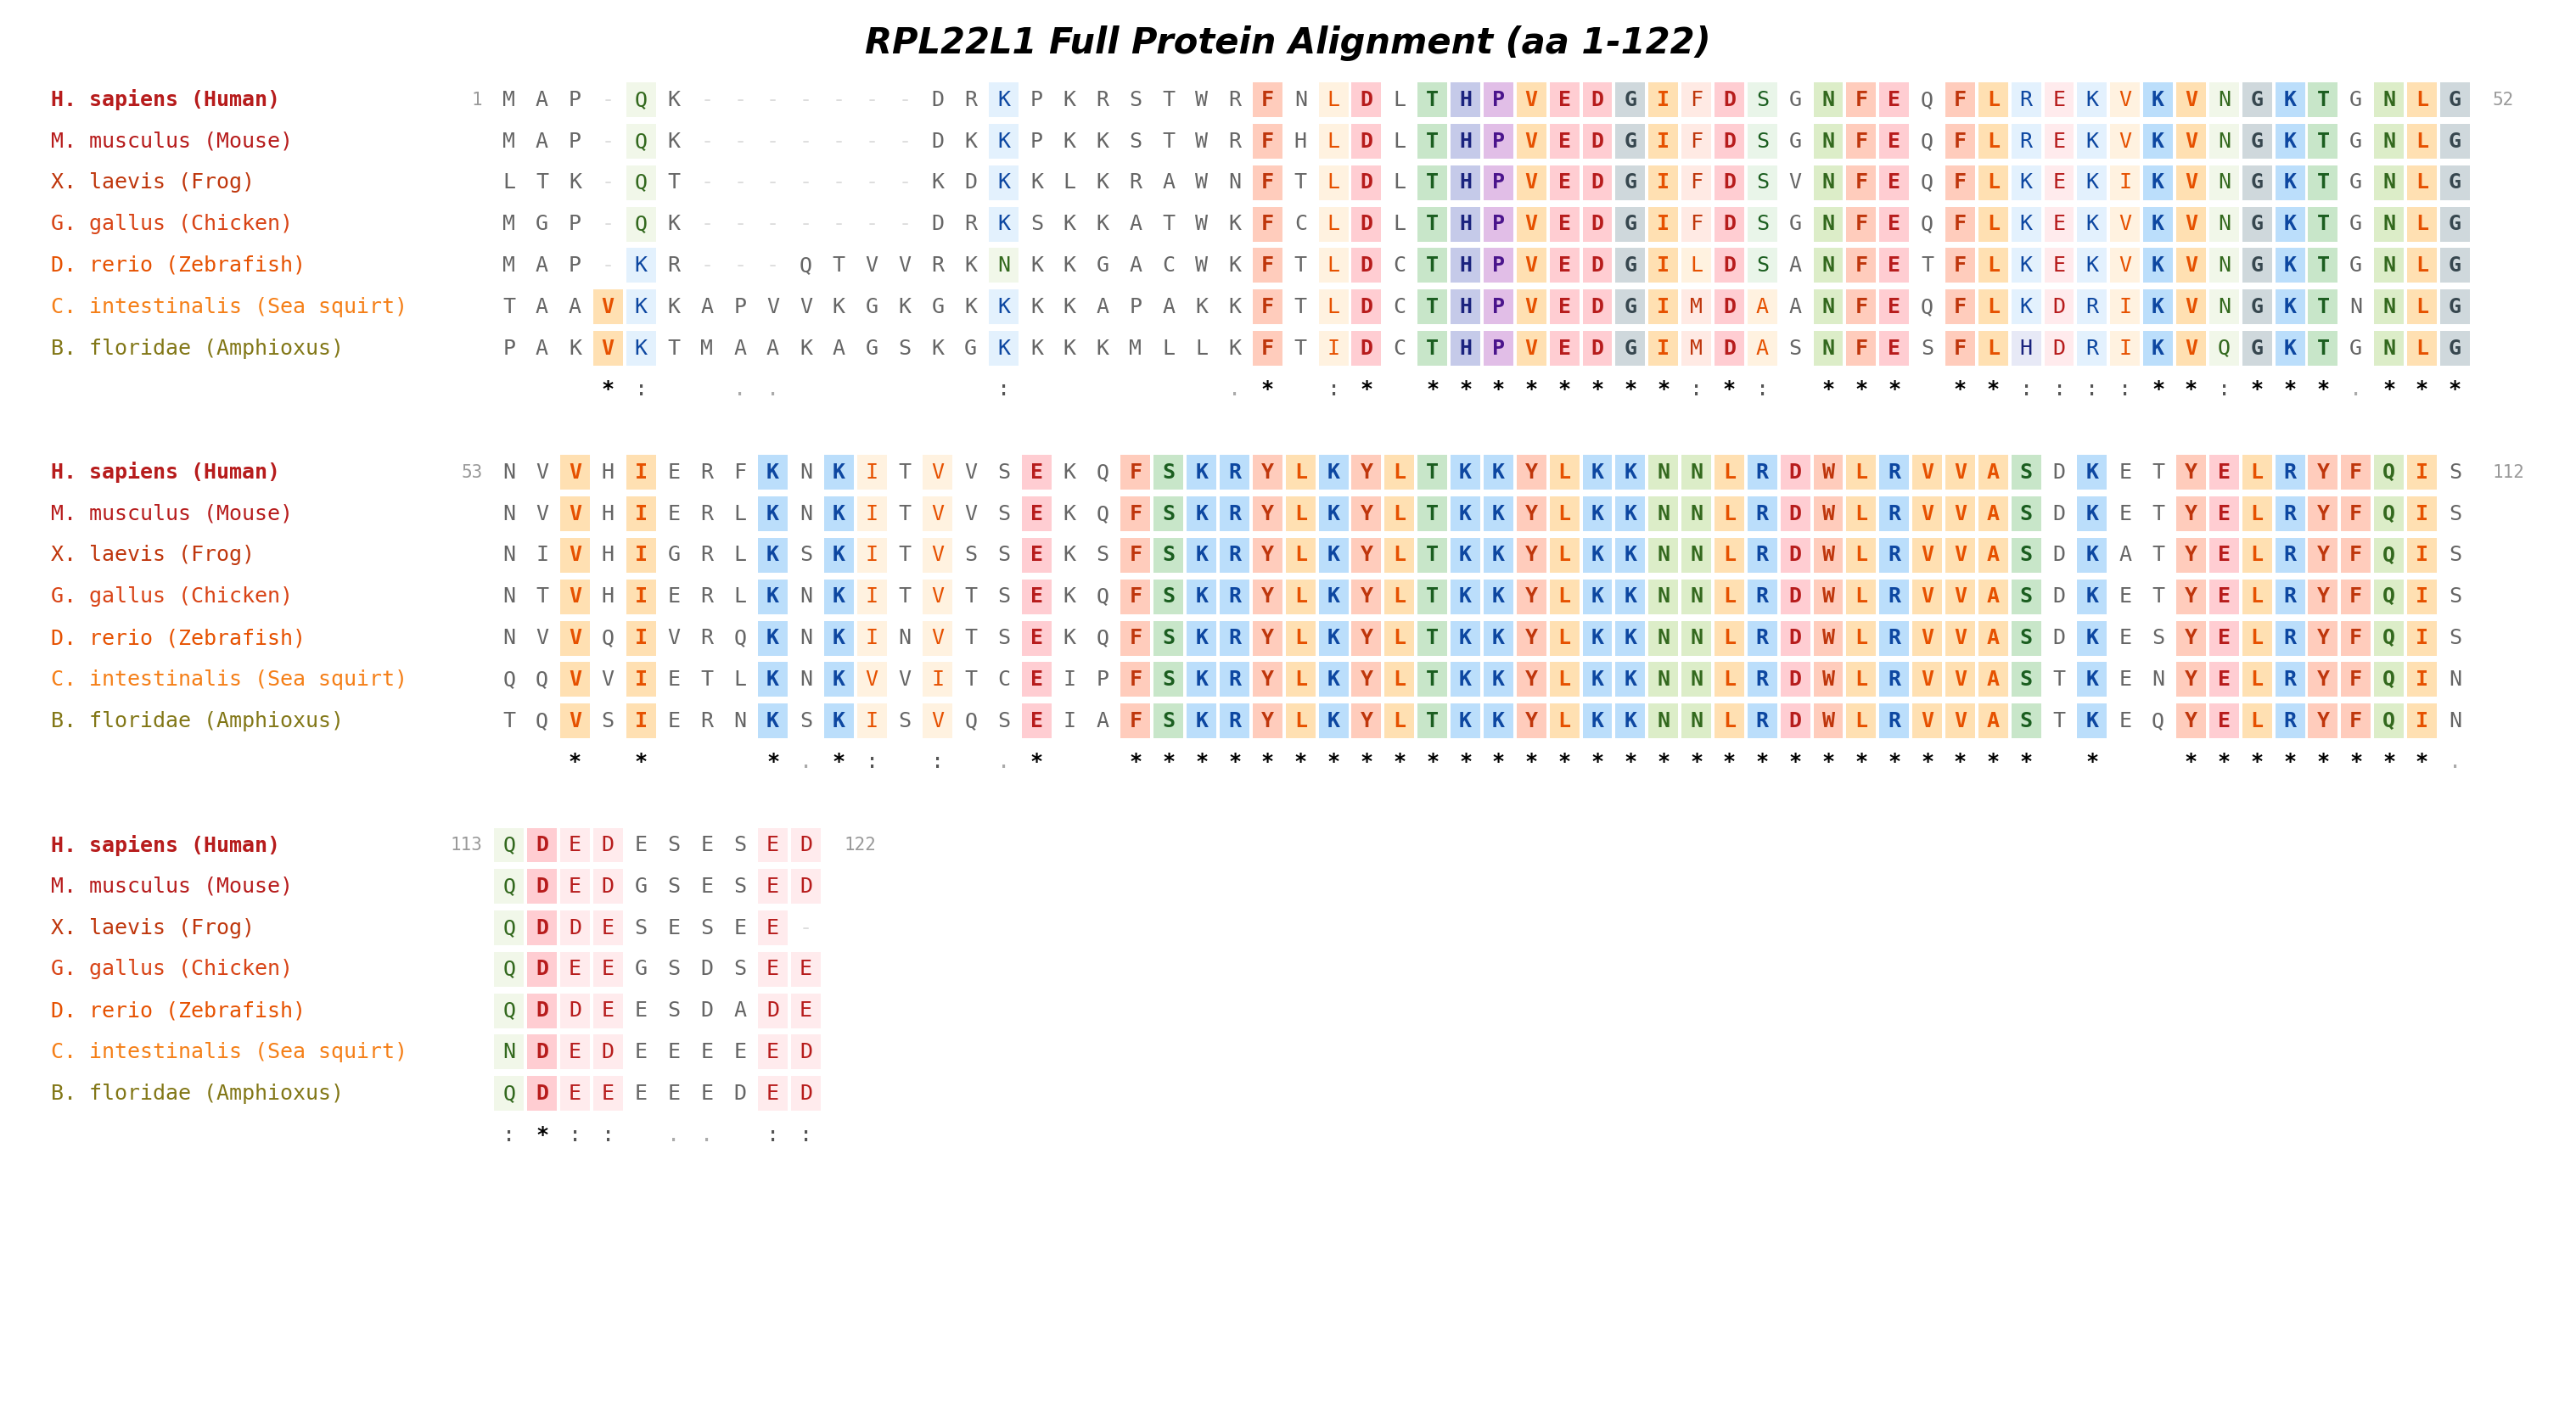 RPL22L1 Full Protein Alignment (aa 1-122)
H. sapiens (Human) 1 M A P - Q K - - - - - - - D R K P K R S T W R F N L D L T H P V E D G I F D S G N F E Q F L R E K V K V N G K T G N L G 52
M. musculus (Mouse) M A P - Q K - - - - - - - D K K P K K S T W R F H L D L T H P V E D G I F D S G N F E Q F L R E K V K V N G K T G N L G
X. laevis (Frog) L T K - Q T - - - - - - - K D K K L K R A W N F T L D L T H P V E D G I F D S V N F E Q F L K E K I K V N G K T G N L G
G. gallus (Chicken) M G P - Q K - - - - - - - D R K S K K A T W K F C L D L T H P V E D G I F D S G N F E Q F L K E K V K V N G K T G N L G
D. rerio (Zebrafish) M A P - K R - - - Q T V V R K N K K G A C W K F T L D C T H P V E D G I L D S A N F E T F L K E K V K V N G K T G N L G
C. intestinalis (Sea squirt) T A A V K K A P V V K G K G K K K K A P A K K F T L D C T H P V E D G I M D A A N F E Q F L K D R I K V N G K T N N L G
B. floridae (Amphioxus) P A K V K T M A A K A G S K G K K K K M L L K F T I D C T H P V E D G I M D A S N F E S F L H D R I K V Q G K T G N L G
* : . . : . * : * * * * * * * * * : * : * * * * * : : : : * * : * * * . * * *
H. sapiens (Human) 53 N V V H I E R F K N K I T V V S E K Q F S K R Y L K Y L T K K Y L K K N N L R D W L R V V A S D K E T Y E L R Y F Q I S 112
M. musculus (Mouse) N V V H I E R L K N K I T V V S E K Q F S K R Y L K Y L T K K Y L K K N N L R D W L R V V A S D K E T Y E L R Y F Q I S
X. laevis (Frog) N I V H I G R L K S K I T V S S E K S F S K R Y L K Y L T K K Y L K K N N L R D W L R V V A S D K A T Y E L R Y F Q I S
G. gallus (Chicken) N T V H I E R L K N K I T V T S E K Q F S K R Y L K Y L T K K Y L K K N N L R D W L R V V A S D K E T Y E L R Y F Q I S
D. rerio (Zebrafish) N V V Q I V R Q K N K I N V T S E K Q F S K R Y L K Y L T K K Y L K K N N L R D W L R V V A S D K E S Y E L R Y F Q I S
C. intestinalis (Sea squirt) Q Q V V I E T L K N K V V I T C E I P F S K R Y L K Y L T K K Y L K K N N L R D W L R V V A S T K E N Y E L R Y F Q I N
B. floridae (Amphioxus) T Q V S I E R N K S K I S V Q S E I A F S K R Y L K Y L T K K Y L K K N N L R D W L R V V A S T K E Q Y E L R Y F Q I N
* * * . * : : . * * * * * * * * * * * * * * * * * * * * * * * * * * * * * * * * * * * * * * * .
H. sapiens (Human) 113 Q D E D E S E S E D 122
M. musculus (Mouse) Q D E D G S E S E D
X. laevis (Frog) Q D D E S E S E E -
G. gallus (Chicken) Q D E E G S D S E E
D. rerio (Zebrafish) Q D D E E S D A D E
C. intestinalis (Sea squirt) N D E D E E E E E D
B. floridae (Amphioxus) Q D E E E E E D E D
: * : : . . : :